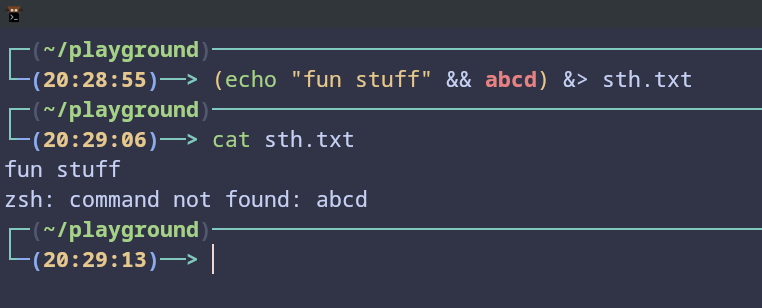 (~/playground)
(20:28:55)──> (echo "fun stuff" && abcd) &> sth.txt
(~/playground)
(20:29:06)──> cat sth.txt
fun stuff
zsh: command not found: abcd
(~/playground)
(20:29:13)──>